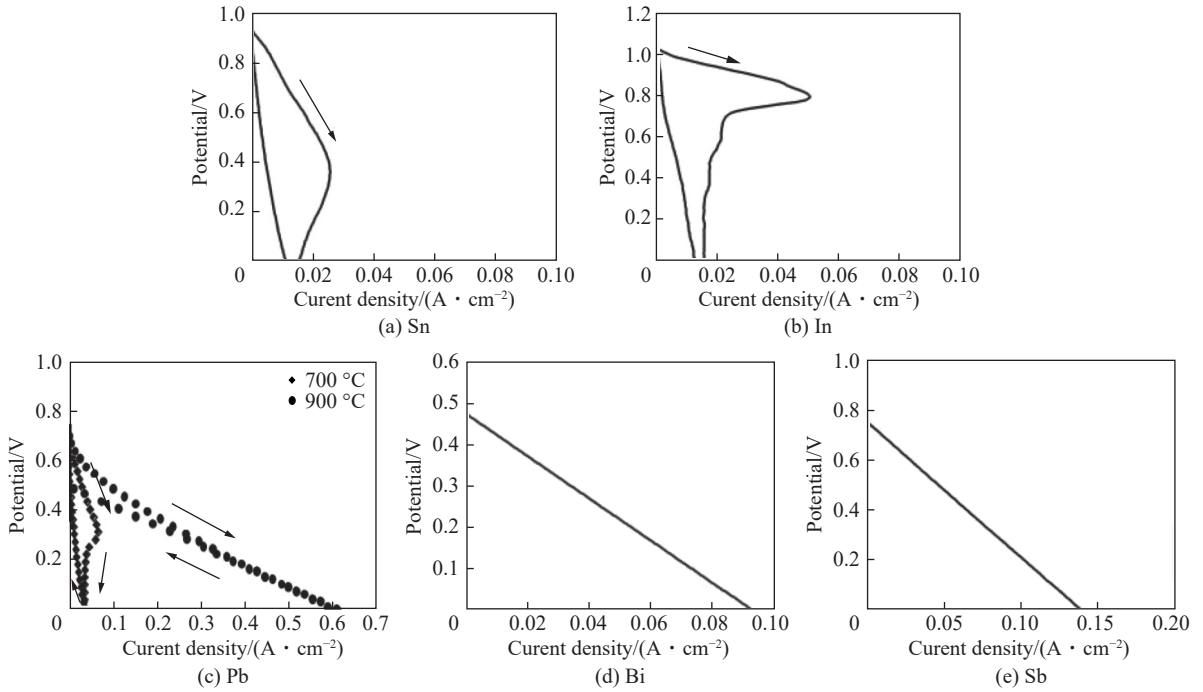 1.0
0.8
0.6
0.4
0.2
0 0.02 0.04 0.06 0.08 0.10
Potential/V
Curent density/(A · cm⁻²)
(a) Sn
1.0
1.2
1.0
0.8
0.6
0.4
0.2
0 0.02 0.04 0.06 0.08 0.10
Potential/V
Curent density/(A · cm⁻²)
(b) In
1.0
0.8
0.6
0.4
0.2
0 0.1 0.2 0.3 0.4 0.5 0.6 0.7
Potential/V
700 °C
900 °C
Curent density/(A · cm⁻²)
(c) Pb
0.6
0.5
0.4
0.3
0.2
0.1
0 0.02 0.04 0.06 0.08 0.10
Potential/V
Curent density/(A · cm⁻²)
(d) Bi
1.0
0.8
0.6
0.4
0.2
0 0.05 0.10 0.15 0.20
Potential/V
Curent density/(A · cm⁻²)
(e) Sb